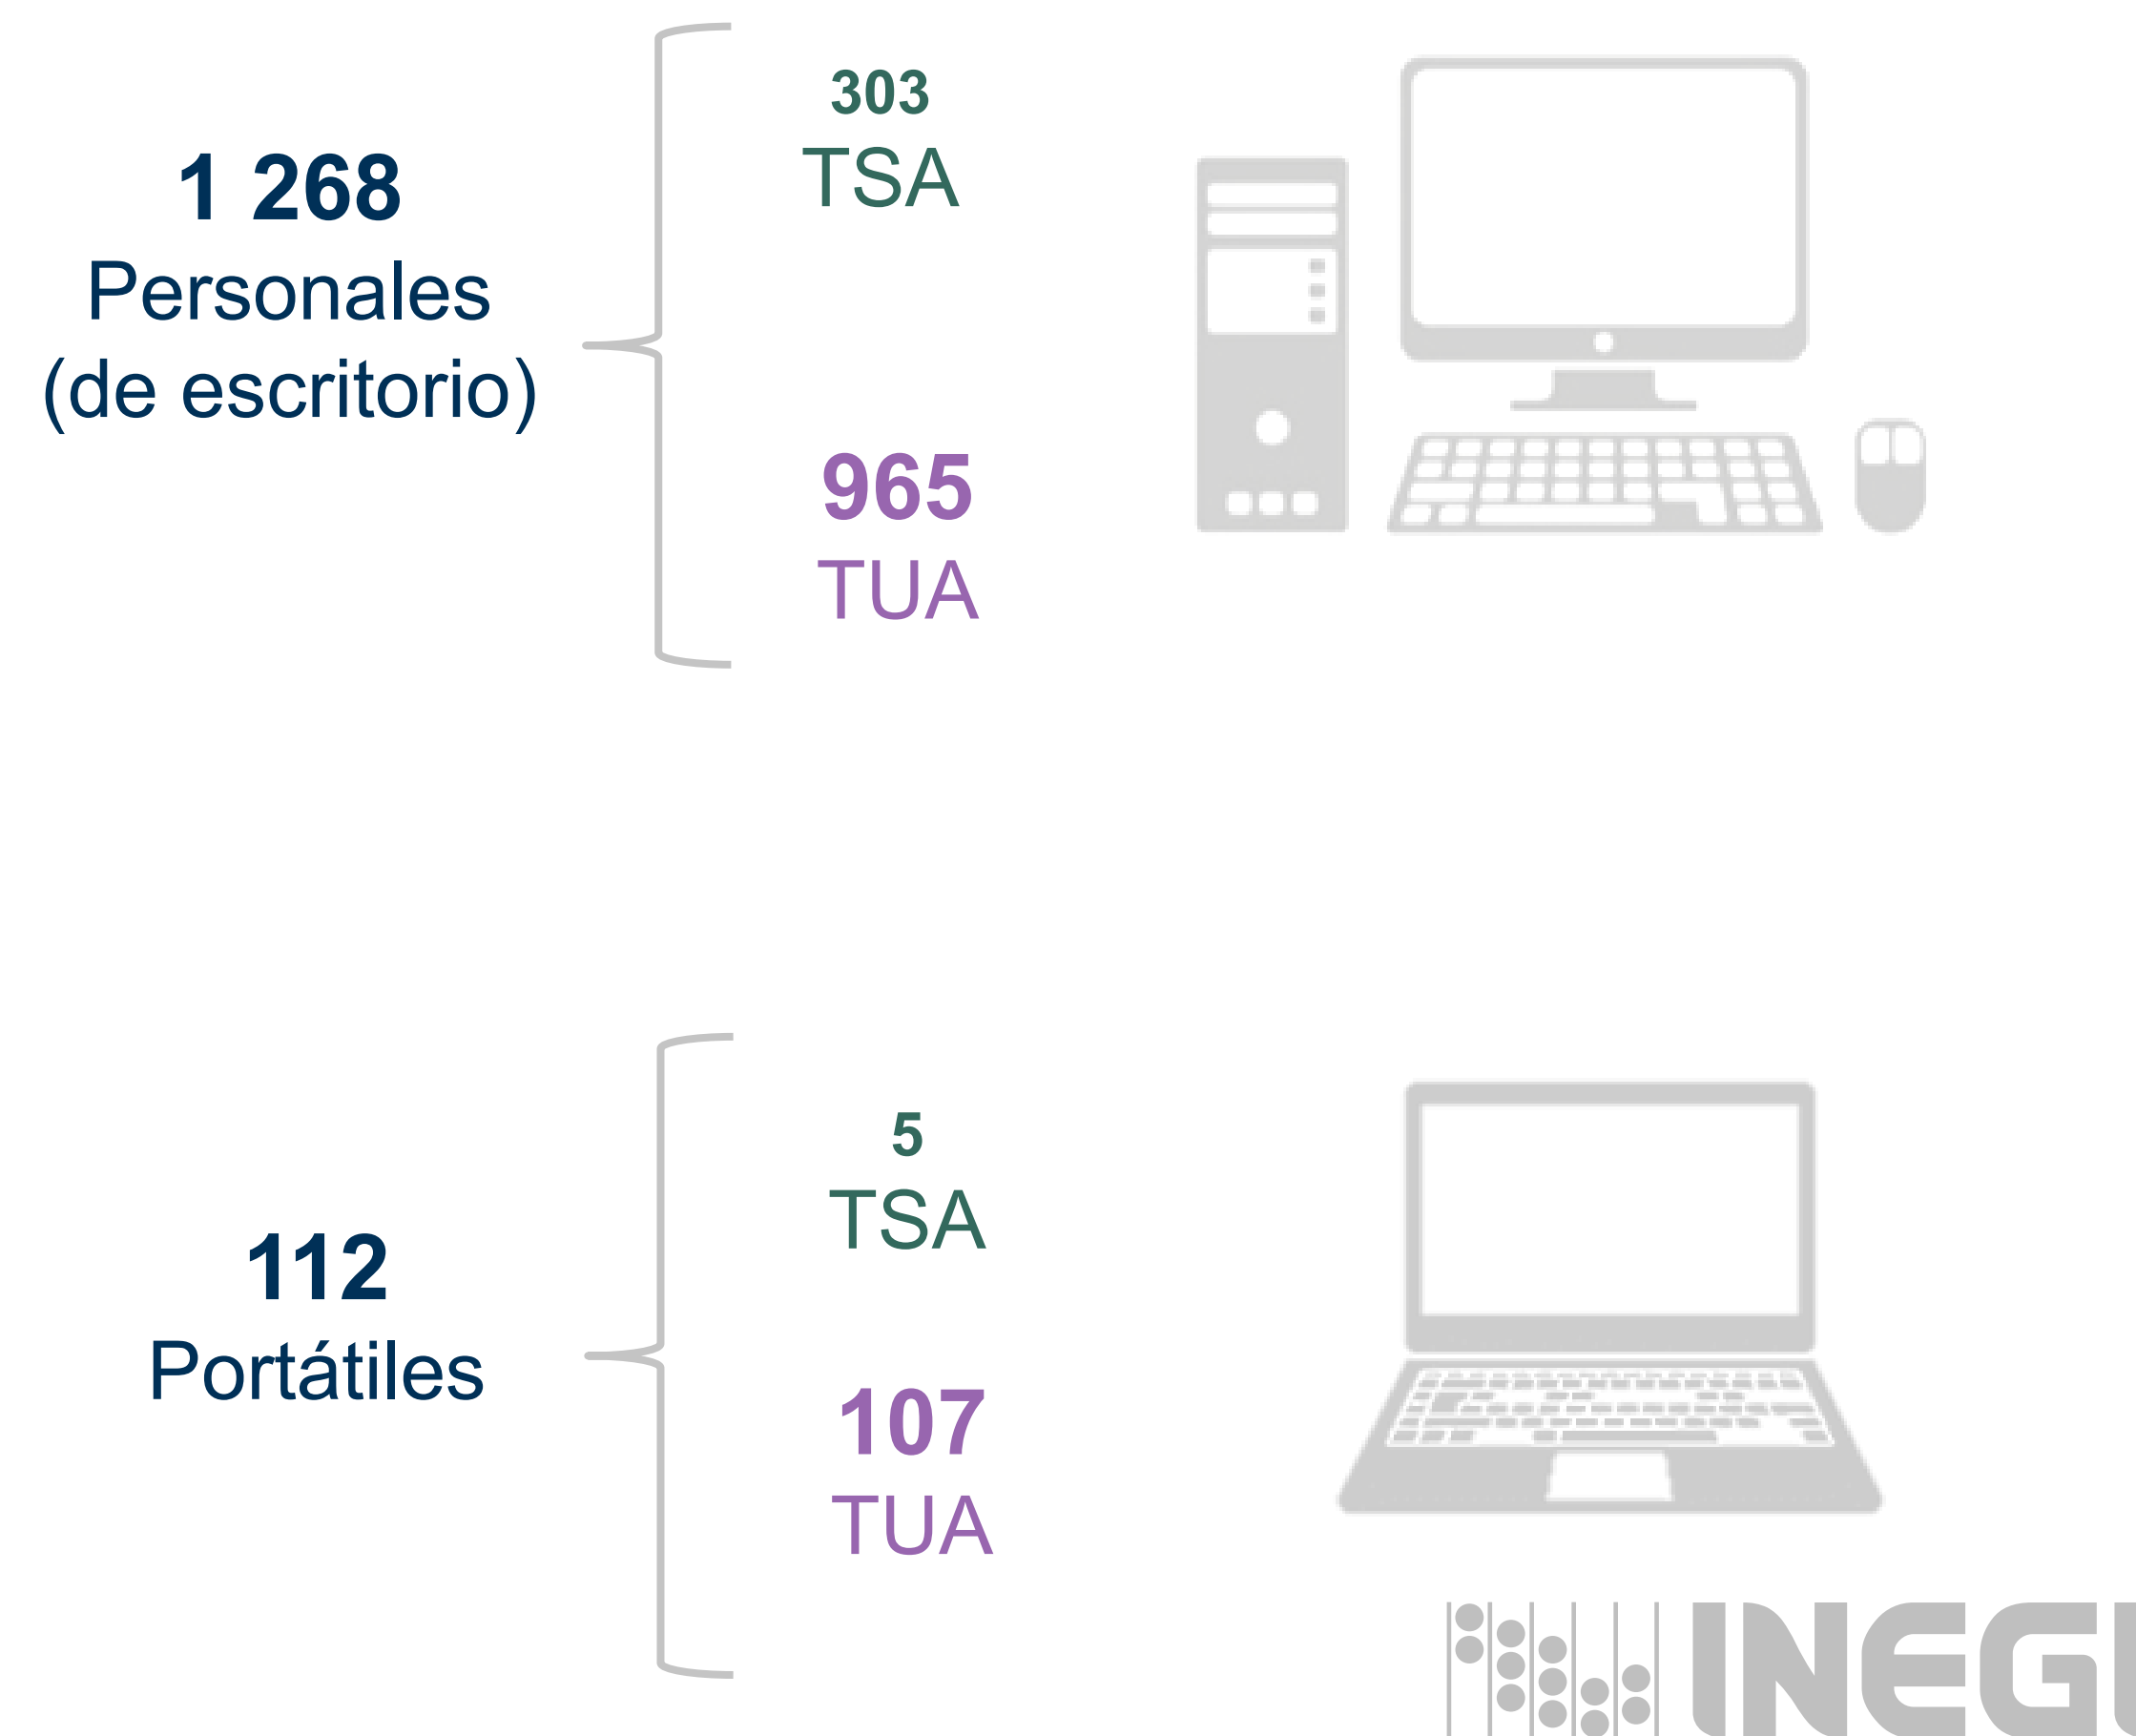 1 268
Personales
(de escritorio)
303
TSA
965
TUA
112
Portátiles
5
TSA
107
TUA
INEGI